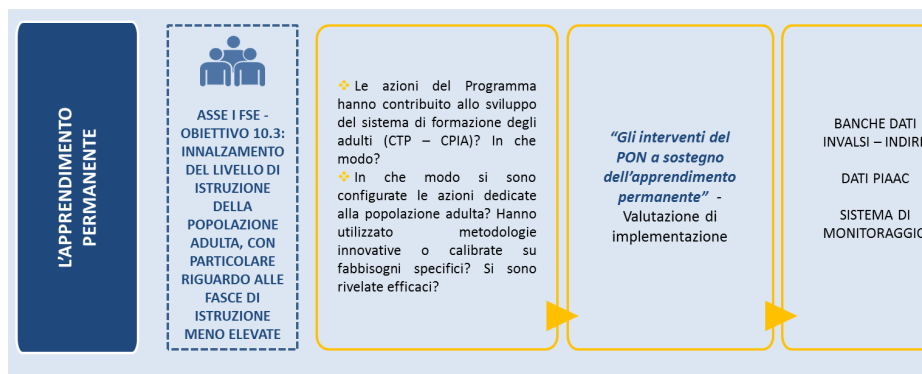 L'APPRENDIMENTO
PERMANENTE
ASSE I FSE -
OBIETTIVO 10.3:
INNALZAMENTO
DEL LIVELLO DI
ISTRUZIONE
DELLA
POPOLAZIONE
ADULTA, CON
PARTICOLARE
RIGUARDO ALLE
FASCE DI
ISTRUZIONE
MENO ELEVATE
❖ Le azioni del Programma
hanno contribuito allo sviluppo
del sistema di formazione degli
adulti (CTP – CPIA)? In che
modo?
❖ In che modo si sono
configurate le azioni dedicate
alla popolazione adulta? Hanno
utilizzato metodologie
innovative o calibrate su
fabbisogni specifici? Si sono
rivelate efficaci?
"Gli interventi del
PON a sostegno
dell'apprendimento
permanente" -
Valutazione di
implementazione
BANCHE DATI
INVALSI – INDIRE
DATI PIAAC
SISTEMA DI
MONITORAGGIO